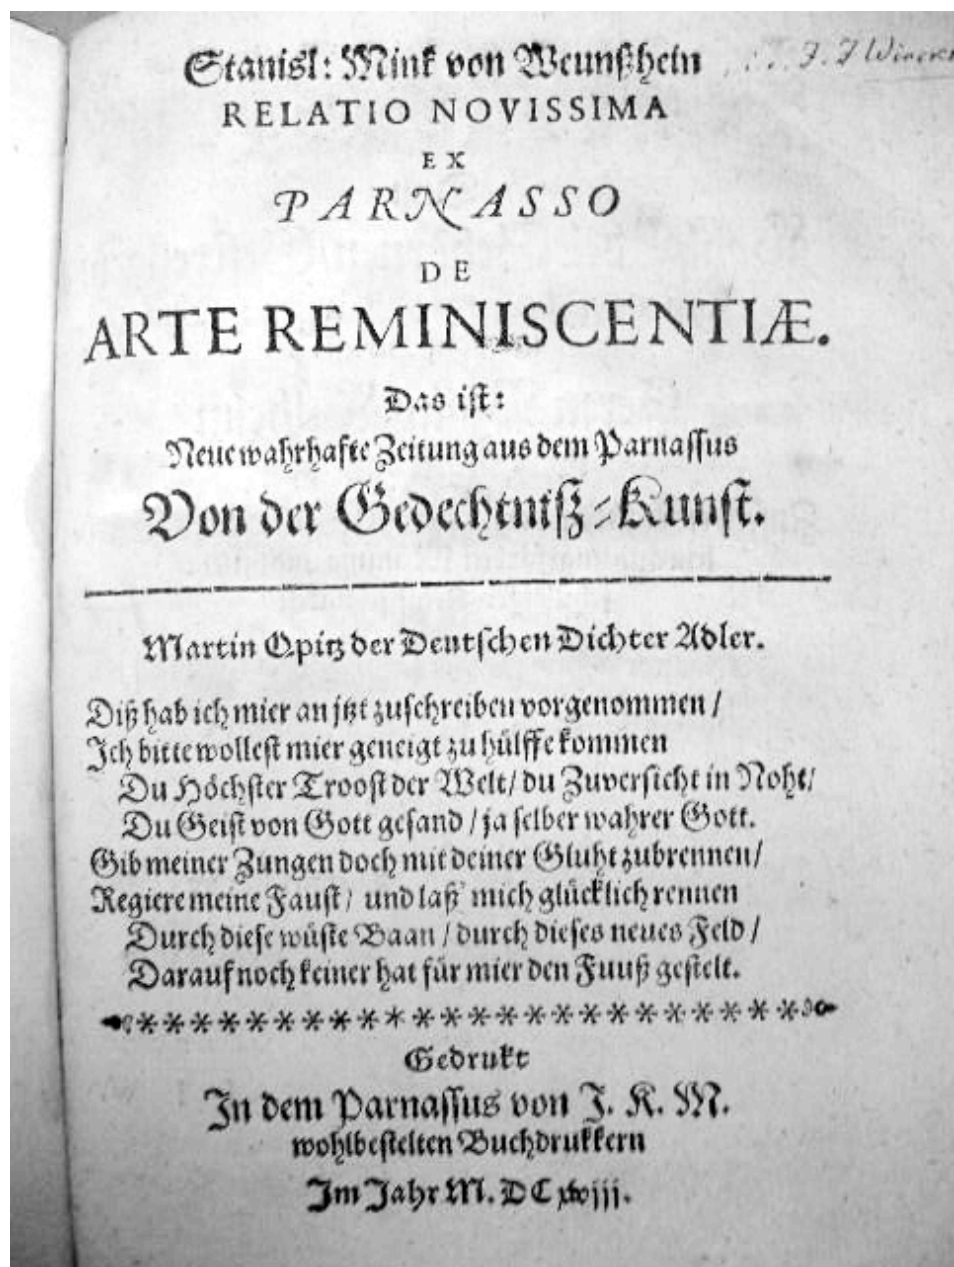 Stanisl: Mink von Weunßhein
J. J Win
RELATIO NOVISSIMA
EX
PARNASSO
DE
ARTE REMINISCENTIÆ.
Das ist:
Neue wahrhafte Zeitung aus dem Parnassus
Von der Gedechtniß-Kunst.
Martin Opitz der Deutschen Dichter Adler.
Diß hab ich mier an jtzt zuschreiben vorgenommen /
Ich bitte wollest mier geneigt zu hülffe kommen
Du Höchster Troost der Welt / du Zuversicht in Noht /
Du Geist von Gott gesand / ja selber wahrer Gott.
Gib meiner Zungen doch mit deiner Gluht zubrennen /
Regiere meine Faust / und laß mich glücklich rennen
Durch diese wüste Baan / durch dieses neues Feld /
Darauf noch keiner hat für mier den Fuuß gestelt.
Gedrukt
In dem Parnassus von J. K. M.
wohlbestelten Buchdrukkern
Im Jahr M. DC